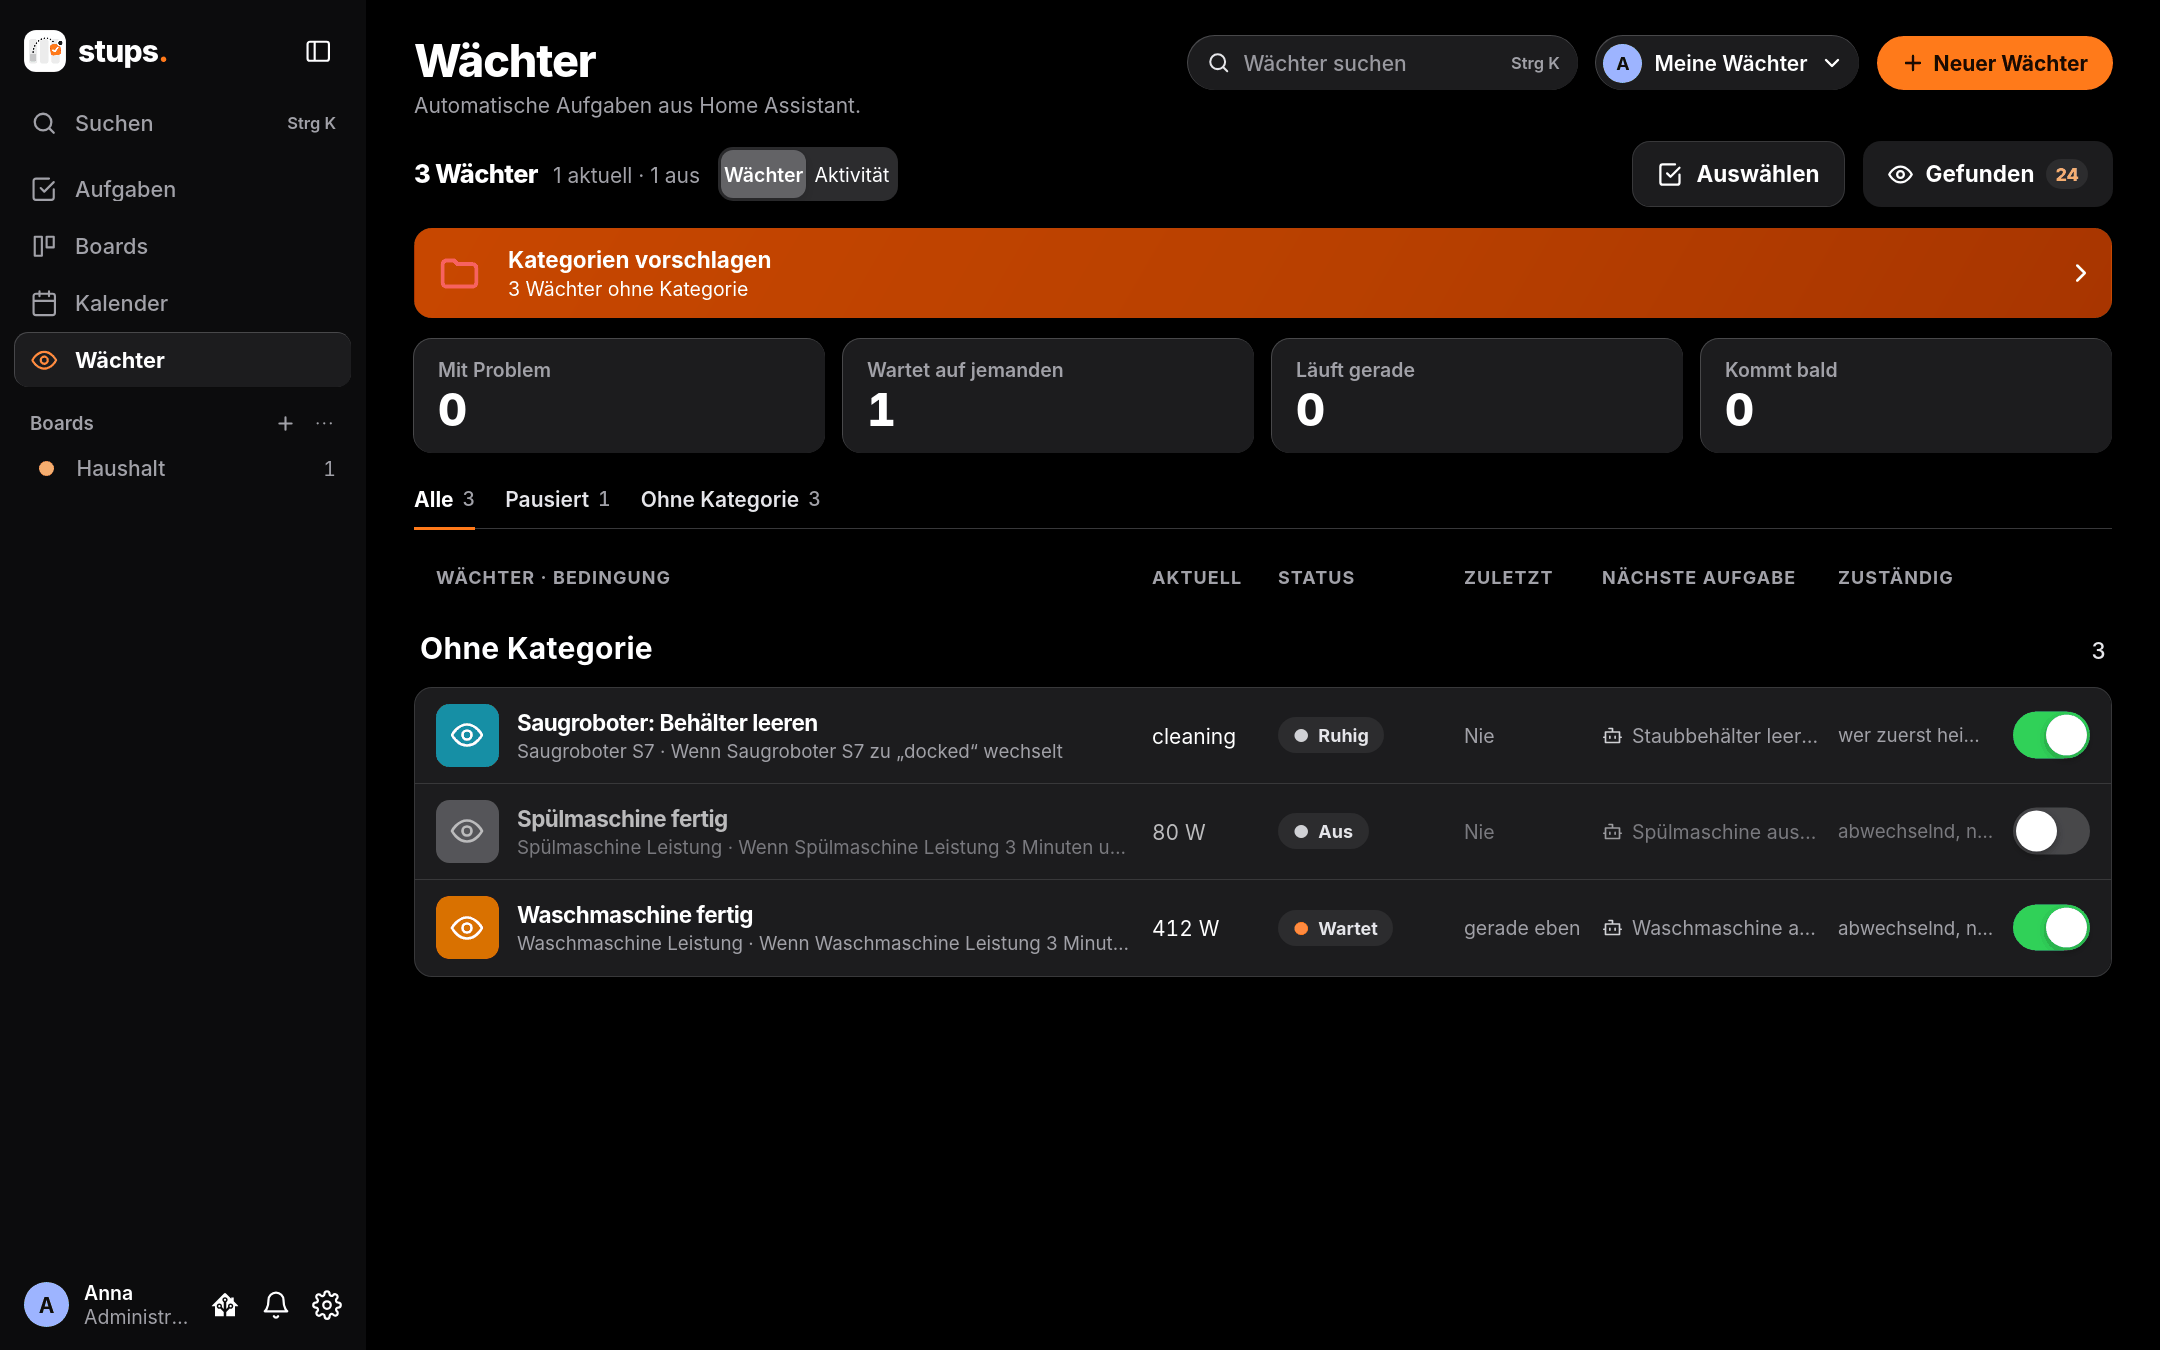 stups.
Suchen Strg K
Aufgaben
Boards
Kalender
Wächter
Boards
Haushalt 1
Anna
Administr...
Wächter
Automatische Aufgaben aus Home Assistant.
Wächter suchen Strg K
A Meine Wächter
Neuer Wächter
3 Wächter 1 aktuell · 1 aus
Wächter Aktivität
Auswählen
Gefunden 24
Kategorien vorschlagen
3 Wächter ohne Kategorie
Mit Problem
0
Wartet auf jemanden
1
Läuft gerade
0
Kommt bald
0
Alle 3 Pausiert 1 Ohne Kategorie 3
WÄCHTER · BEDINGUNG AKTUELL STATUS ZULETZT NÄCHSTE AUFGABE ZUSTÄNDIG
Ohne Kategorie 3
Saugroboter: Behälter leeren
Saugroboter S7 · Wenn Saugroboter S7 zu „docked“ wechselt
cleaning Ruhig Nie Staubbehälter leer... wer zuerst hei...
Spülmaschine fertig
Spülmaschine Leistung · Wenn Spülmaschine Leistung 3 Minuten u...
80 W Aus Nie Spülmaschine aus... abwechselnd, n...
Waschmaschine fertig
Waschmaschine Leistung · Wenn Waschmaschine Leistung 3 Minut...
412 W Wartet gerade eben Waschmaschine a... abwechselnd, n...
A